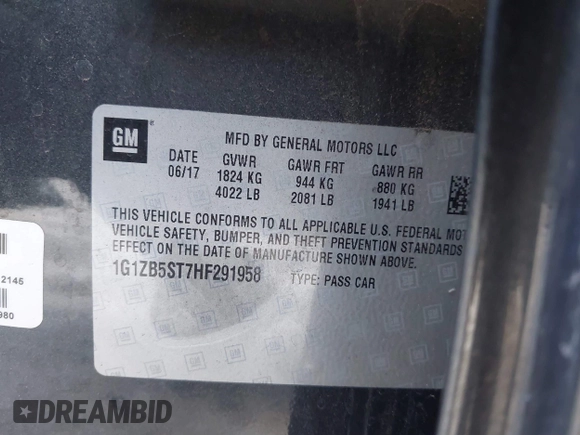 GM
MFD BY GENERAL MOTORS LLC
DATE GVWR GAWR FRT GAWR RR
06/17 1824 KG 944 KG 880 KG
4022 LB 2081 LB 1941 LB
THIS VEHICLE CONFORMS TO ALL APPLICABLE U.S. FEDERAL
VEHICLE SAFETY, BUMPER, AND THEFT PREVENTION STANDARDS
EFFECT ON THE DATE OF MANUFACTURE SHOWN ABOVE.
1G1ZB5ST7HF291958 TYPE: PASS CAR
2146
980
DREAMBID